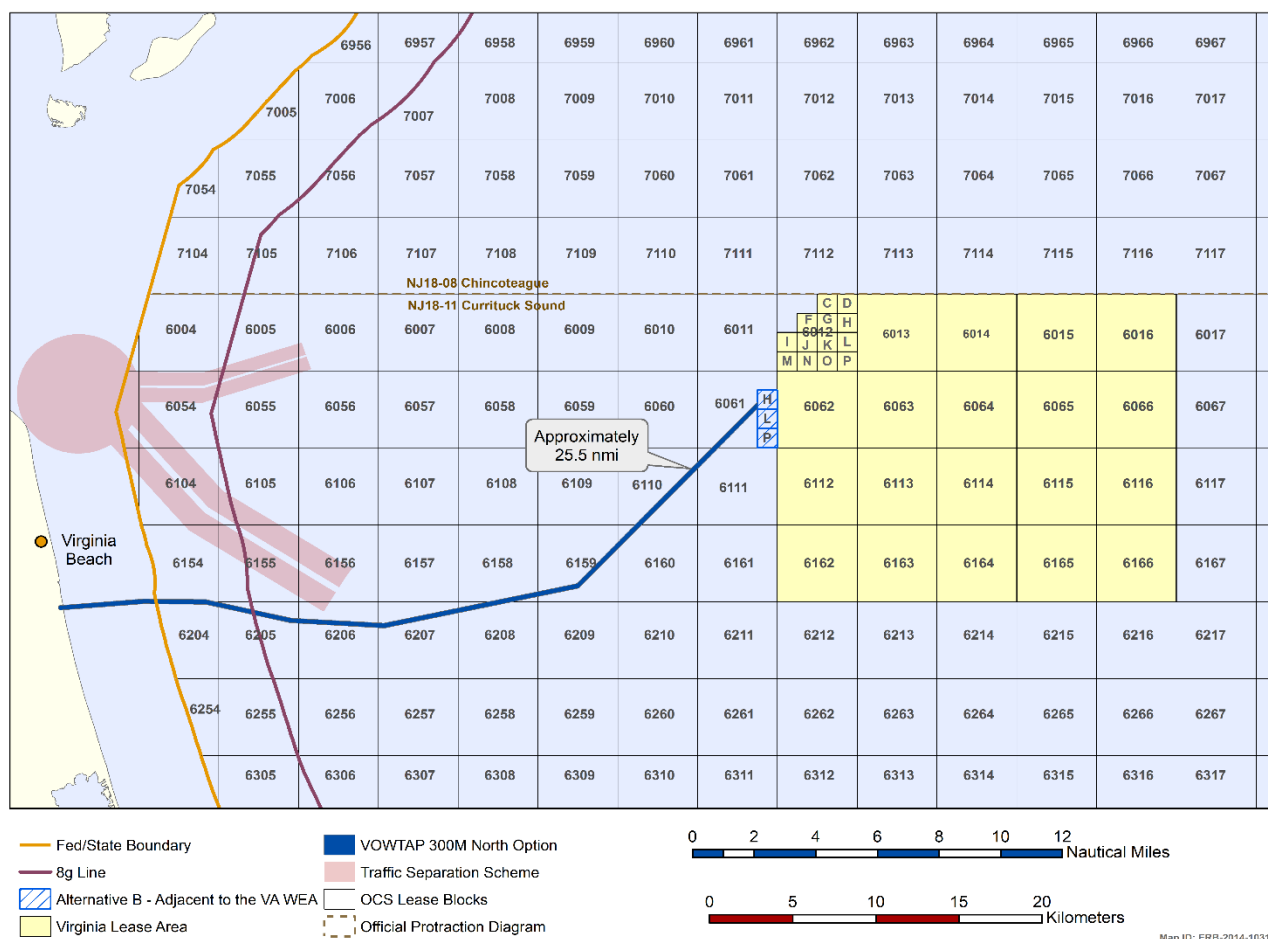 6956 6957 6958 6959 6960 6961 6962 6963 6964 6965 6966 6967
7005 7006 7007 7008 7009 7010 7011 7012 7013 7014 7015 7016 7017
7054 7055 7056 7057 7058 7059 7060 7061 7062 7063 7064 7065 7066 7067
7104 7105 7106 7107 7108 7109 7110 7111 7112 7113 7114 7115 7116 7117
NJ18-08 Chincoteague
NJ18-11 Currituck Sound
C D
F G H
6004 6005 6006 6007 6008 6009 6010 6011 6012 6013 6014 6015 6016 6017
I J K L
M N O P
6054 6055 6056 6057 6058 6059 6060 6061 H 6062 6063 6064 6065 6066 6067
L
P
Approximately
25.5 nmi
6104 6105 6106 6107 6108 6109 6110 6111 6112 6113 6114 6115 6116 6117
Virginia
Beach
6154 6155 6156 6157 6158 6159 6160 6161 6162 6163 6164 6165 6166 6167
6204 6205 6206 6207 6208 6209 6210 6211 6212 6213 6214 6215 6216 6217
6254 6255 6256 6257 6258 6259 6260 6261 6262 6263 6264 6265 6266 6267
6305 6306 6307 6308 6309 6310 6311 6312 6313 6314 6315 6316 6317
Fed/State Boundary
8g Line
Alternative B - Adjacent to the VA WEA
Virginia Lease Area
VOWTAP 300M North Option
Traffic Separation Scheme
OCS Lease Blocks
Official Protraction Diagram
0 2 4 6 8 10 12
Nautical Miles
0 5 10 15 20
Kilometers
Map ID: ERB-2014-1031